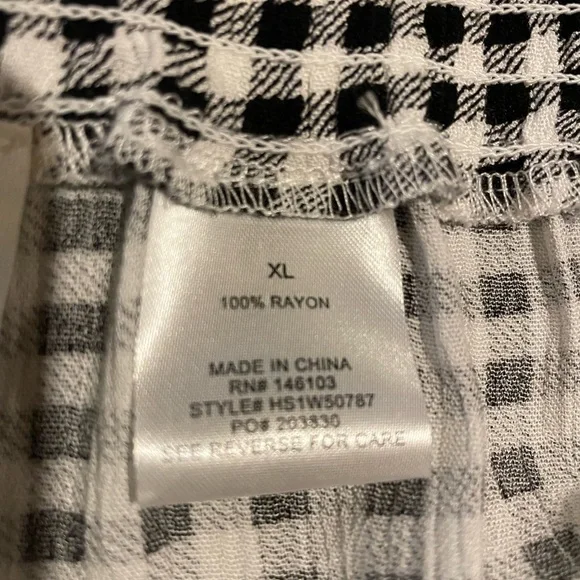 XL
100% RAYON
MADE IN CHINA
RN# 146103
STYLE# HS1W50787
PO# 203330
SEE REVERSE FOR CARE